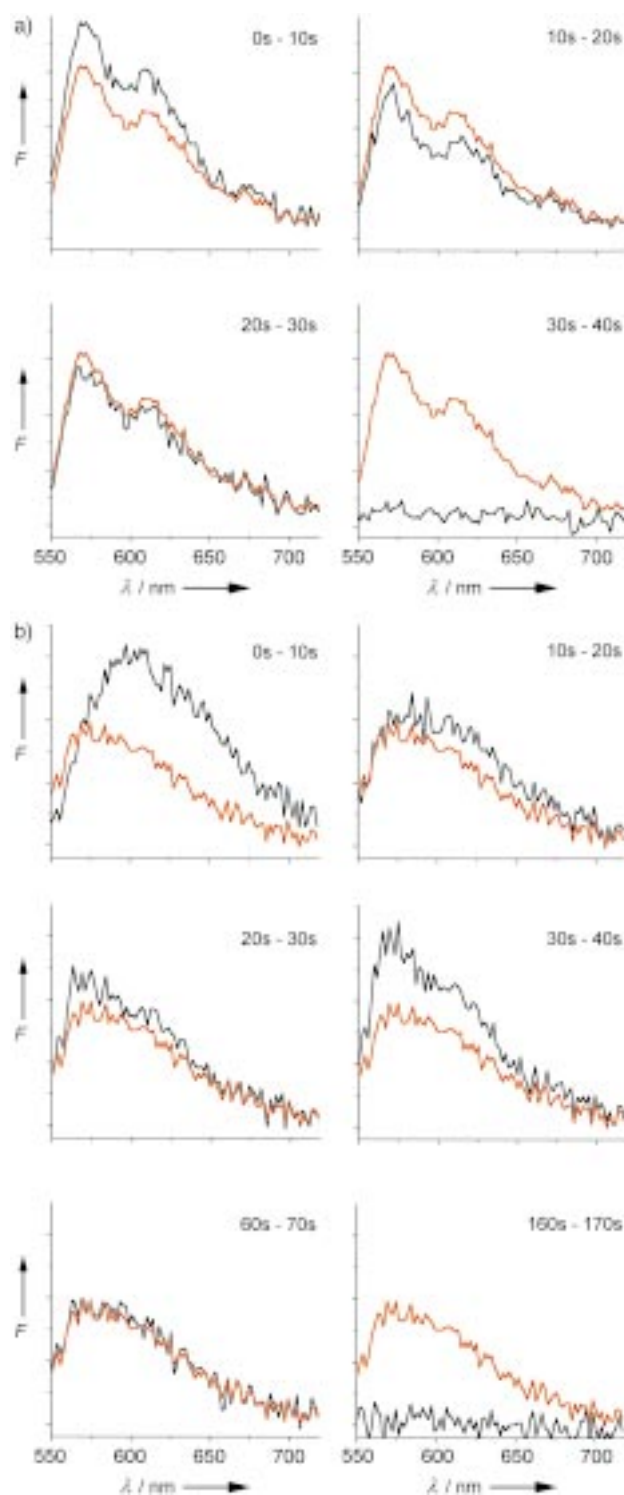 a)
0s - 10s
10s - 20s
F
20s - 30s
30s - 40s
F
550 600 650 700 550 600 650 700
λ / nm λ / nm
b)
0s - 10s
10s - 20s
F
20s - 30s
30s - 40s
F
60s - 70s
160s - 170s
F
550 600 650 700 550 600 650 700
λ / nm λ / nm